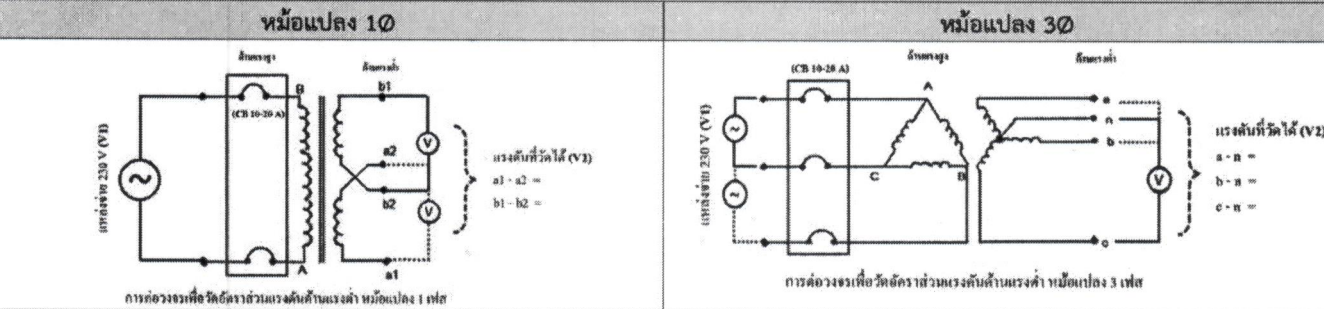 หม้อแปลง 1Ø
ด้านแรงสูง
ด้านแรงต่ำ
B
b1
(CB 10-20 A)
แหล่งจ่าย 230 V (V1)
V
a2
b2
V
A
a1
แรงดันที่วัดได้ (V2)
a1 - a2 =
b1 - b2 =
การต่อวงจรเพื่อวัดอัตราส่วนแรงดันด้านแรงต่ำ หม้อแปลง 1 เฟส
หม้อแปลง 3Ø
(CB 10-20 A)
ด้านแรงสูง
ด้านแรงต่ำ
แหล่งจ่าย 230 V (V1)
A
C
B
a
n
b
V
c
แรงดันที่วัดได้ (V2)
a - n =
b - n =
c - n =
การต่อวงจรเพื่อวัดอัตราส่วนแรงดันด้านแรงต่ำ หม้อแปลง 3 เฟส